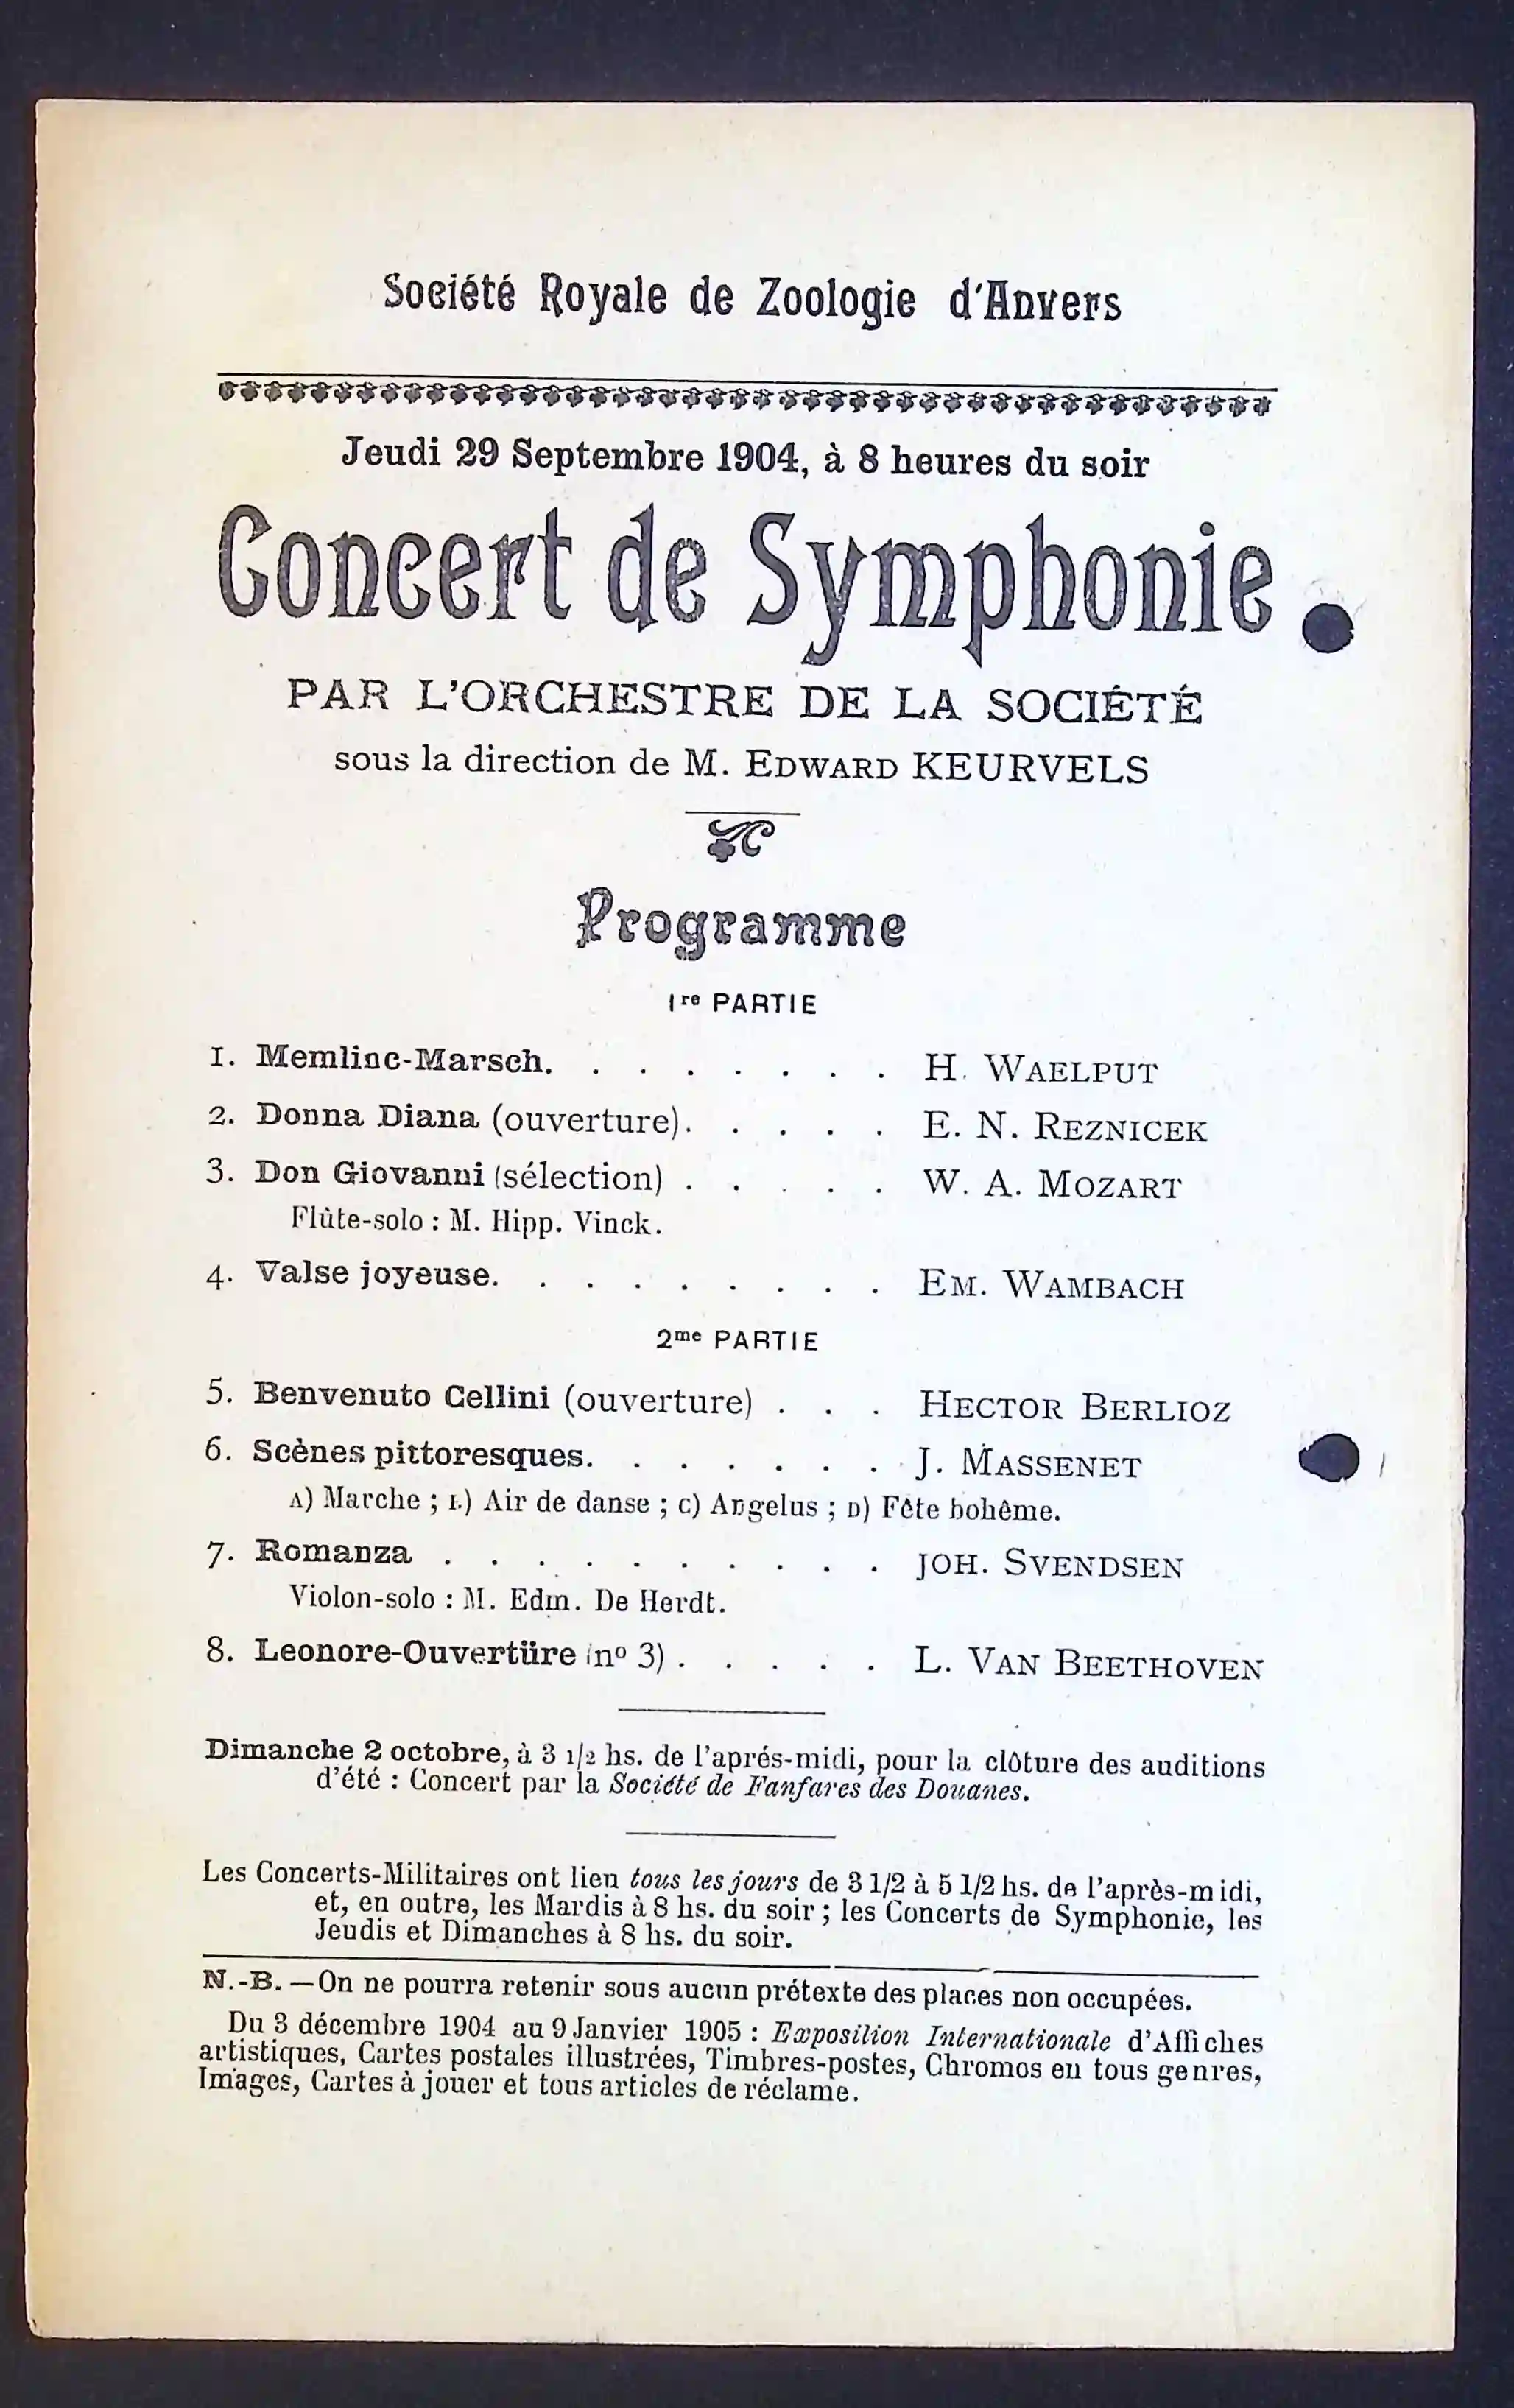 Société Royale de Zoologie d'Anvers
Jeudi 29 Septembre 1904, à 8 heures du soir
Concert de Symphonie
PAR L'ORCHESTRE DE LA SOCIÉTÉ
sous la direction de M. EDWARD KEURVELS
Programme
1re PARTIE
1. Memlinc-Marsch. . . . . . . . H. WAELPUT
2. Donna Diana (ouverture). . . . . E. N. REZNICEK
3. Don Giovanni (sélection) . . . . . W. A. MOZART
Flûte-solo : M. Hipp. Vinck.
4. Valse joyeuse. . . . . . . . . EM. WAMBACH
2me PARTIE
5. Benvenuto Cellini (ouverture) . . . HECTOR BERLIOZ
6. Scènes pittoresques. . . . . . . J. MASSENET
A) Marche ; B) Air de danse ; C) Angelus ; D) Fête bohême.
7. Romanza . . . . . . . . . . JOH. SVENDSEN
Violon-solo : M. Edm. De Herdt.
8. Leonore-Ouvertüre (no 3) . . . . . L. VAN BEETHOVEN
Dimanche 2 octobre, à 3 1/2 hs. de l'aprés-midi, pour la clôture des auditions
d'été : Concert par la Société de Fanfares des Douanes.
Les Concerts-Militaires ont lieu tous les jours de 3 1/2 à 5 1/2 hs. de l'après-midi,
et, en outre, les Mardis à 8 hs. du soir ; les Concerts de Symphonie, les
Jeudis et Dimanches à 8 hs. du soir.
N.-B. — On ne pourra retenir sous aucun prétexte des places non occupées.
Du 3 décembre 1904 au 9 Janvier 1905 : Exposition Internationale d'Affiches
artistiques, Cartes postales illustrées, Timbres-postes, Chromos en tous genres,
Images, Cartes à jouer et tous articles de réclame.